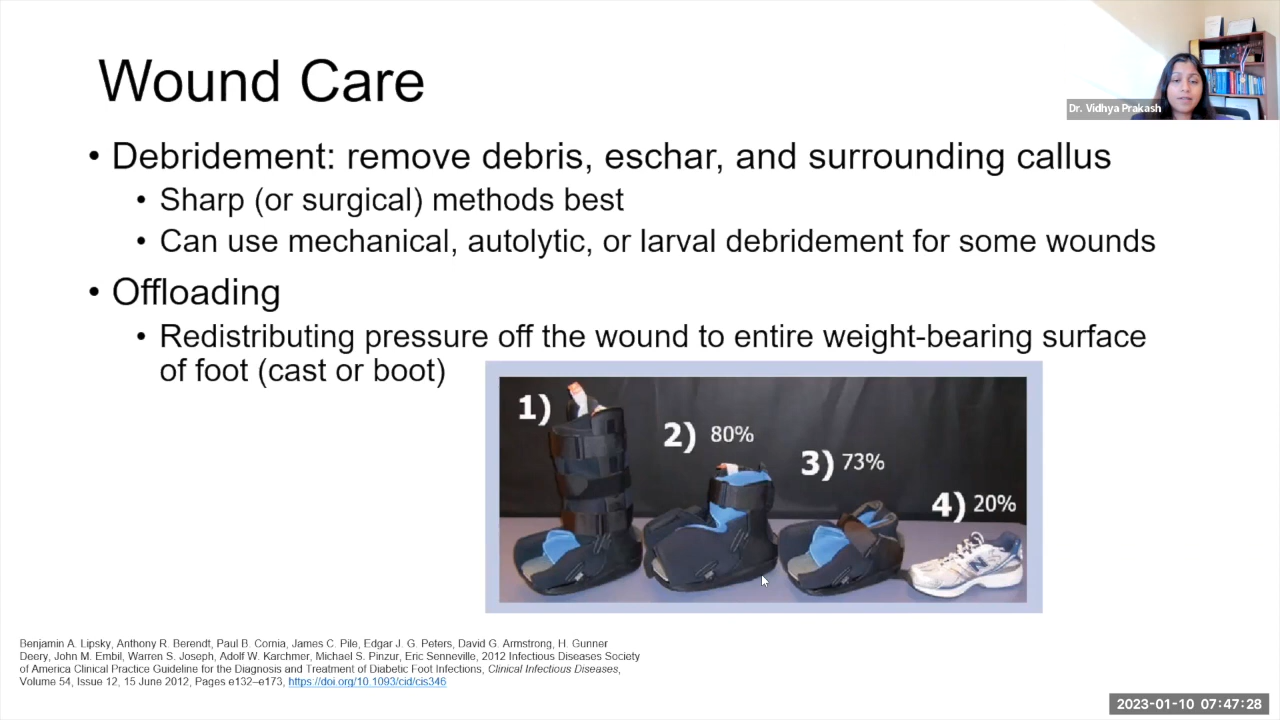 Wound Care
Dr. Vidhya Prakash
• Debridement: remove debris, eschar, and surrounding callus
• Sharp (or surgical) methods best
• Can use mechanical, autolytic, or larval debridement for some wounds
• Offloading
• Redistributing pressure off the wound to entire weight-bearing surface
of foot (cast or boot)
1)
2) 80%
3) 73%
4) 20%
N
Benjamin A. Lipsky, Anthony R. Berendt, Paul B. Cornia, James C. Pile, Edgar J. G. Peters, David G. Armstrong, H. Gunner
Deery, John M. Embil, Warren S. Joseph, Adolf W. Karchmer, Michael S. Pinzur, Eric Senneville, 2012 Infectious Diseases Society
of America Clinical Practice Guideline for the Diagnosis and Treatment of Diabetic Foot Infections, Clinical Infectious Diseases,
Volume 54, Issue 12, 15 June 2012, Pages e132–e173, https://doi.org/10.1093/cid/cis346
2023-01-10 07:47:28